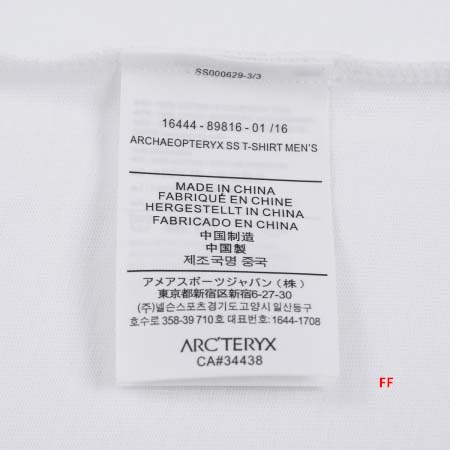 SS000629-3/3
16444 - 89816 - 01 /16
ARCHAEOPTERYX SS T-SHIRT MEN'S
MADE IN CHINA
FABRIQUÉ EN CHINE
HERGESTELLT IN CHINA
FABRICADO EN CHINA
中国制造
中国製
제조국명 중국
アメアスポーツジャパン（株）
東京都新宿区新宿6-27-30
(주)넬슨스포츠경기도고양시일산동구
호수로 358-39 710호 대표번호: 1644-1708
ARC'TERYX
CA#34438
FF